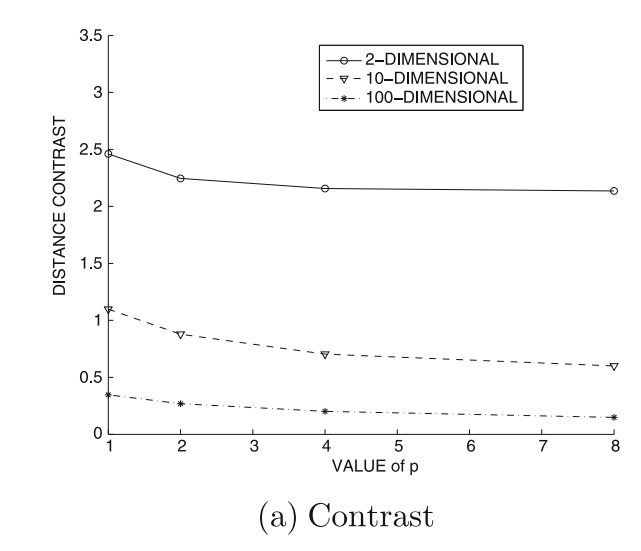 3.5
3
2.5
2
1.5
1
0.5
0
DISTANCE CONTRAST
2−DIMENSIONAL
10−DIMENSIONAL
100−DIMENSIONAL
1 2 3 4 5 6 7 8
VALUE of p
(a) Contrast